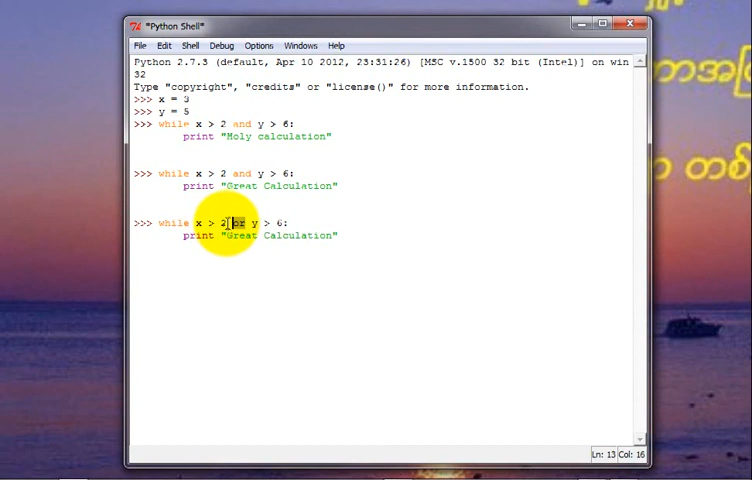 *Python Shell*
File Edit Shell Debug Options Windows Help
Python 2.7.3 (default, Apr 10 2012, 23:31:26) [MSC v.1500 32 bit (Intel)] on win
32
Type "copyright", "credits" or "license()" for more information.
>>> x = 3
>>> y = 5
>>> while x > 2 and y > 6:
print "Holy calculation"
>>> while x > 2 and y > 6:
print "Great Calculation"
>>> while x > 2 or y > 6:
print "Great Calculation"
Ln: 13 Col: 16
တစ်